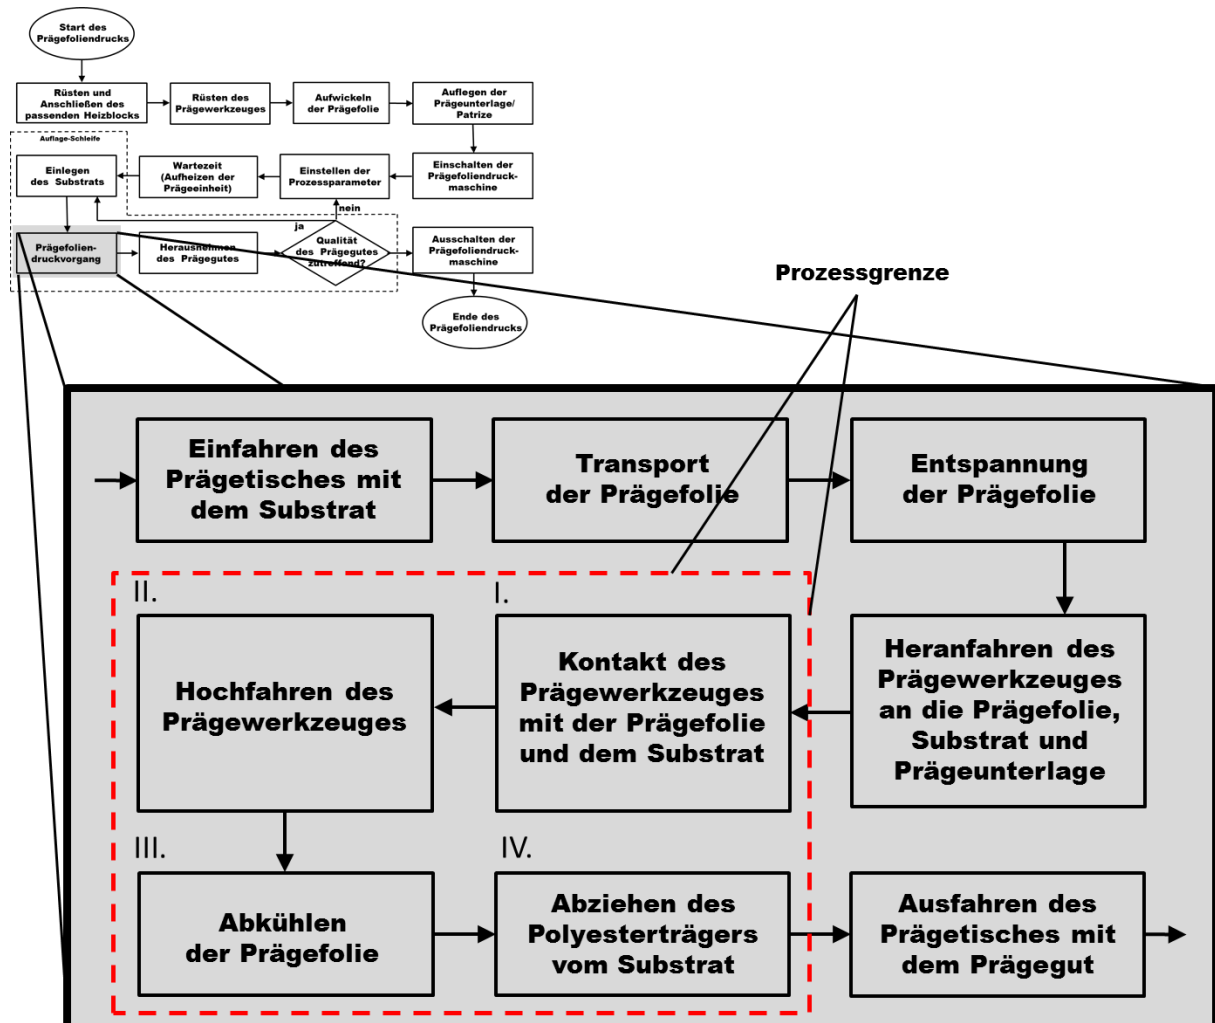 Start des
Prägefoliendrucks
Rüsten und
Anschließen des
passenden Heizblocks
Rüsten des
Prägewerkzeuges
Aufwickeln
der Prägefolie
Auflegen der
Prägeunterlage/
Patrize
Auflage-Schleife
Einlegen
des Substrats
Wartezeit
(Aufheizen der
Prägeeinheit)
Einstellen der
Prozessparameter
Einschalten der
Prägefoliendruck-
maschine
nein
ja
Prägefolien-
druckvorgang
Herausnehmen
des Prägegutes
Qualität
des Prägegutes
zutreffend?
Ausschalten der
Prägefoliendruck-
maschine
Ende des
Prägefoliendrucks
Prozessgrenze
Einfahren des
Prägetisches mit
dem Substrat
Transport
der Prägefolie
Entspannung
der Prägefolie
II.
Hochfahren des
Prägewerkzeuges
I.
Kontakt des
Prägewerkzeuges
mit der Prägefolie
und dem Substrat
Heranfahren des
Prägewerkzeuges
an die Prägefolie,
Substrat und
Prägeunterlage
III.
Abkühlen
der Prägefolie
IV.
Abziehen des
Polyesterträgers
vom Substrat
Ausfahren des
Prägetisches mit
dem Prägegut